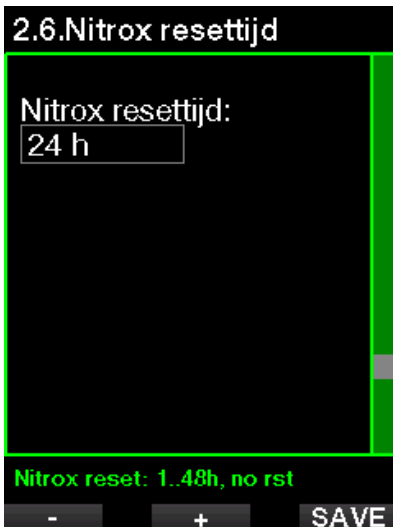 2.6.Nitrox resettijd
Nitrox resettijd:
24 h
Nitrox reset: 1..48h, no rst
- + SAVE